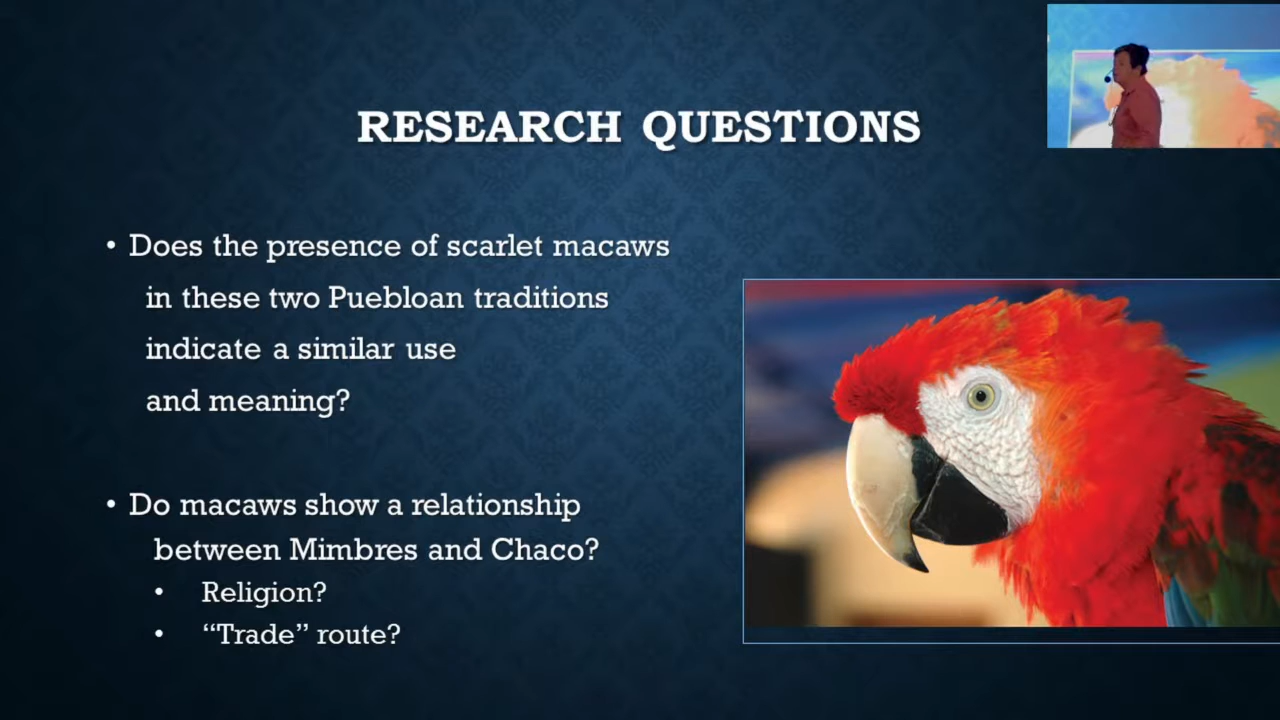 RESEARCH QUESTIONS
• Does the presence of scarlet macaws
in these two Puebloan traditions
indicate a similar use
and meaning?
• Do macaws show a relationship
between Mimbres and Chaco?
• Religion?
• “Trade” route?